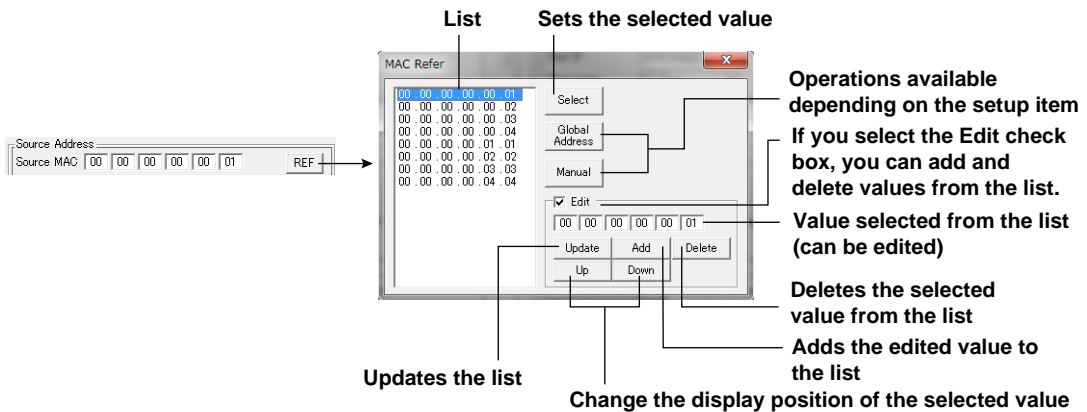 List
Sets the selected value
MAC Refer
00 . 00 . 00 . 00 . 00 . 01
00 . 00 . 00 . 00 . 00 . 02
00 . 00 . 00 . 00 . 00 . 03
00 . 00 . 00 . 00 . 00 . 04
00 . 00 . 00 . 00 . 01 . 01
00 . 00 . 00 . 00 . 02 . 02
00 . 00 . 00 . 00 . 03 . 03
00 . 00 . 00 . 00 . 04 . 04
Select
Global
Address
Manual
Edit
00 00 00 00 00 01
Update Add Delete
Up Down
Source Address
Source MAC 00 00 00 00 00 01 REF
Operations available
depending on the setup item
If you select the Edit check
box, you can add and
delete values from the list.
Value selected from the list
(can be edited)
Deletes the selected
value from the list
Adds the edited value to
the list
Updates the list
Change the display position of the selected value